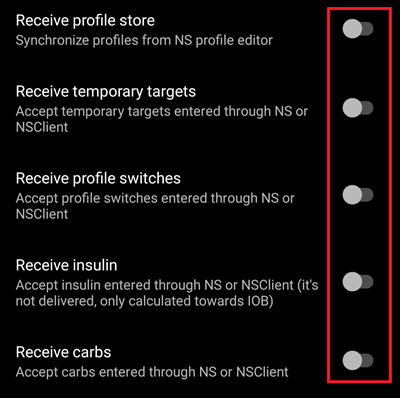 Receive profile store
Synchronize profiles from NS profile editor
Receive temporary targets
Accept temporary targets entered through NS or
NSClient
Receive profile switches
Accept profile switches entered through NS or
NSClient
Receive insulin
Accept insulin entered through NS or NSClient (it's
not delivered, only calculated towards IOB)
Receive carbs
Accept carbs entered through NS or NSClient